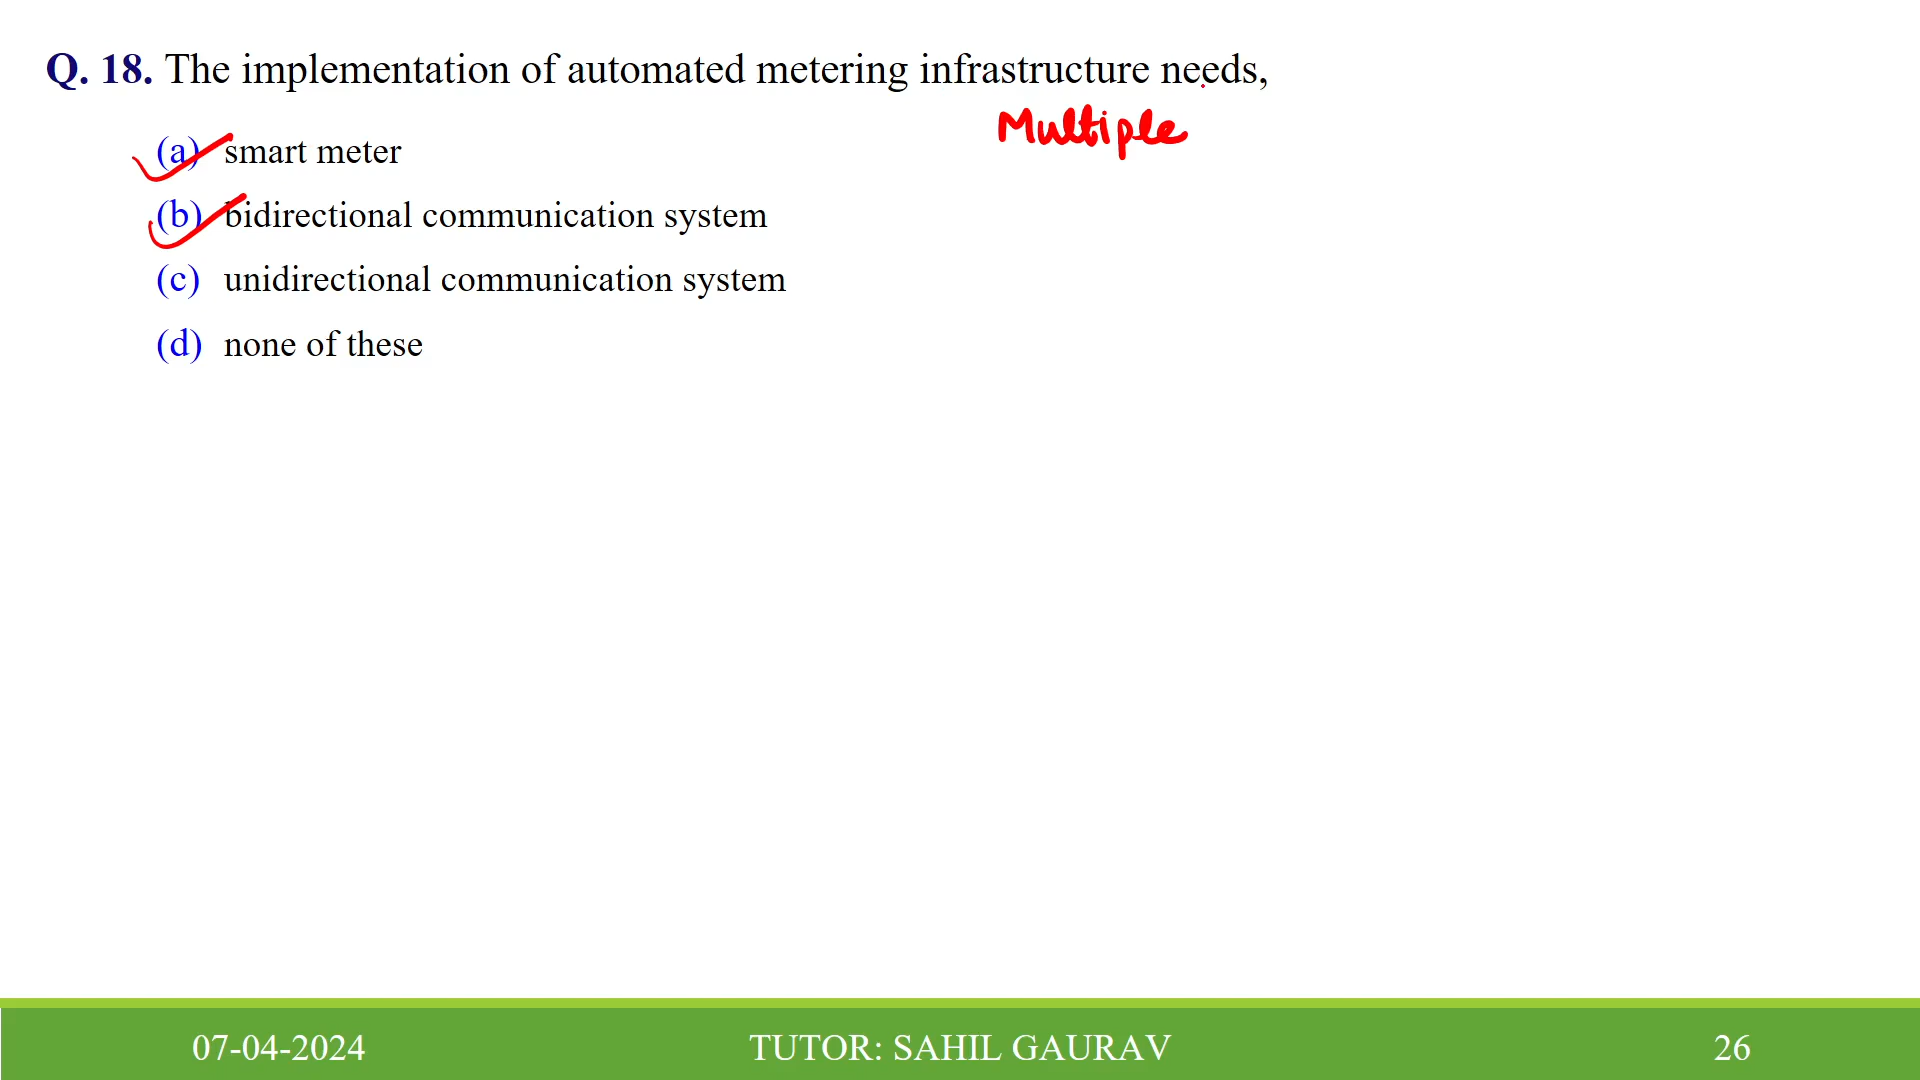 Q. 18. The implementation of automated metering infrastructure needs,
Multiple
(a) smart meter
(b) bidirectional communication system
(c) unidirectional communication system
(d) none of these
07-04-2024 TUTOR: SAHIL GAURAV 26